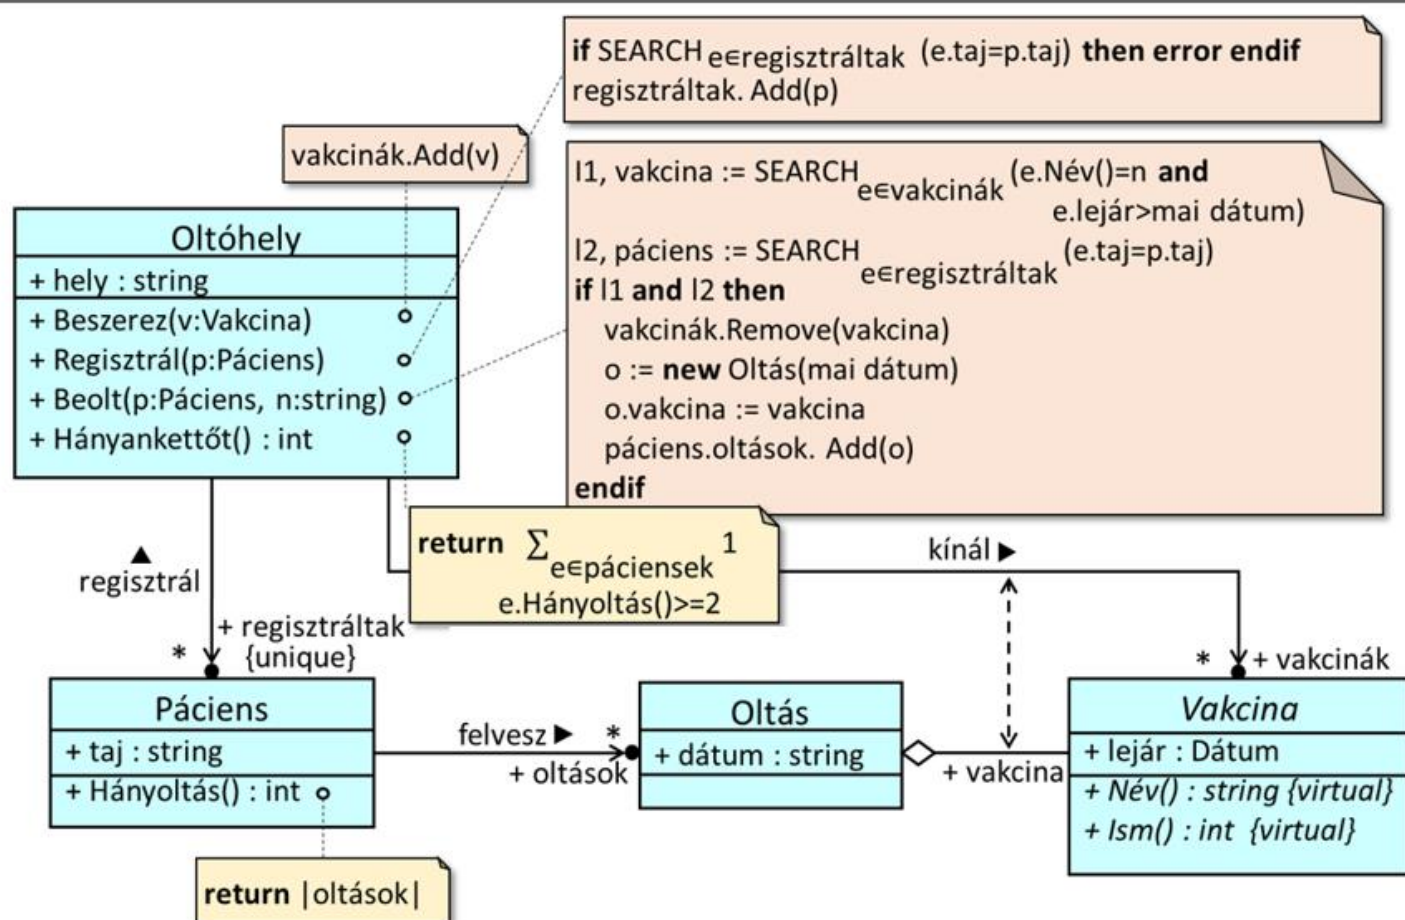 if SEARCH e∈regisztráltak (e.taj=p.taj) then error endif
regisztráltak. Add(p)
vakcinák.Add(v)
l1, vakcina := SEARCH e∈vakcinák (e.Név()=n and
e.lejár>mai dátum)
l2, páciens := SEARCH e∈regisztráltak (e.taj=p.taj)
if l1 and l2 then
vakcinák.Remove(vakcina)
o := new Oltás(mai dátum)
o.vakcina := vakcina
páciens.oltások. Add(o)
endif
Oltóhely
+ hely : string
+ Beszerez(v:Vakcina)
+ Regisztrál(p:Páciens)
+ Beolt(p:Páciens, n:string)
+ Hányankettőt() : int
return ∑ e∈páciensek 1
e.Hányoltás()>=2
kínál ▶
▲
regisztrál
+ regisztráltak
* {unique}
* + vakcinák
Páciens
+ taj : string
+ Hányoltás() : int
felvesz ▶ *
+ oltások
Oltás
+ dátum : string
+ vakcina
Vakcina
+ lejár : Dátum
+ Név() : string {virtual}
+ Ism() : int {virtual}
return |oltások|